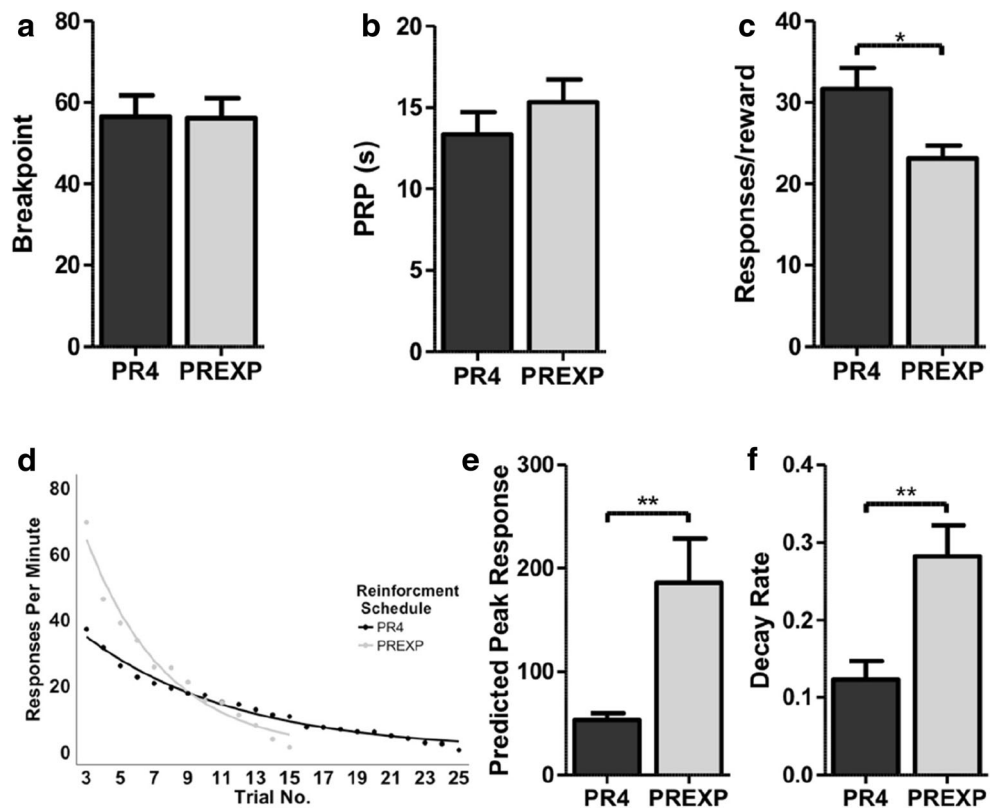 a
Breakpoint
80
60
40
20
0
PR4 PREXP
b
PRP (s)
20
15
10
5
0
PR4 PREXP
c
Responses/reward
40
30
20
10
0
*
PR4 PREXP
d
Responses Per Minute
80
60
40
20
0
Reinforcment
Schedule
PR4
PREXP
3 5 7 9 11 13 15 17 19 21 23 25
Trial No.
e
Predicted Peak Response
300
200
100
0
**
PR4 PREXP
f
Decay Rate
0.4
0.3
0.2
0.1
0.0
**
PR4 PREXP